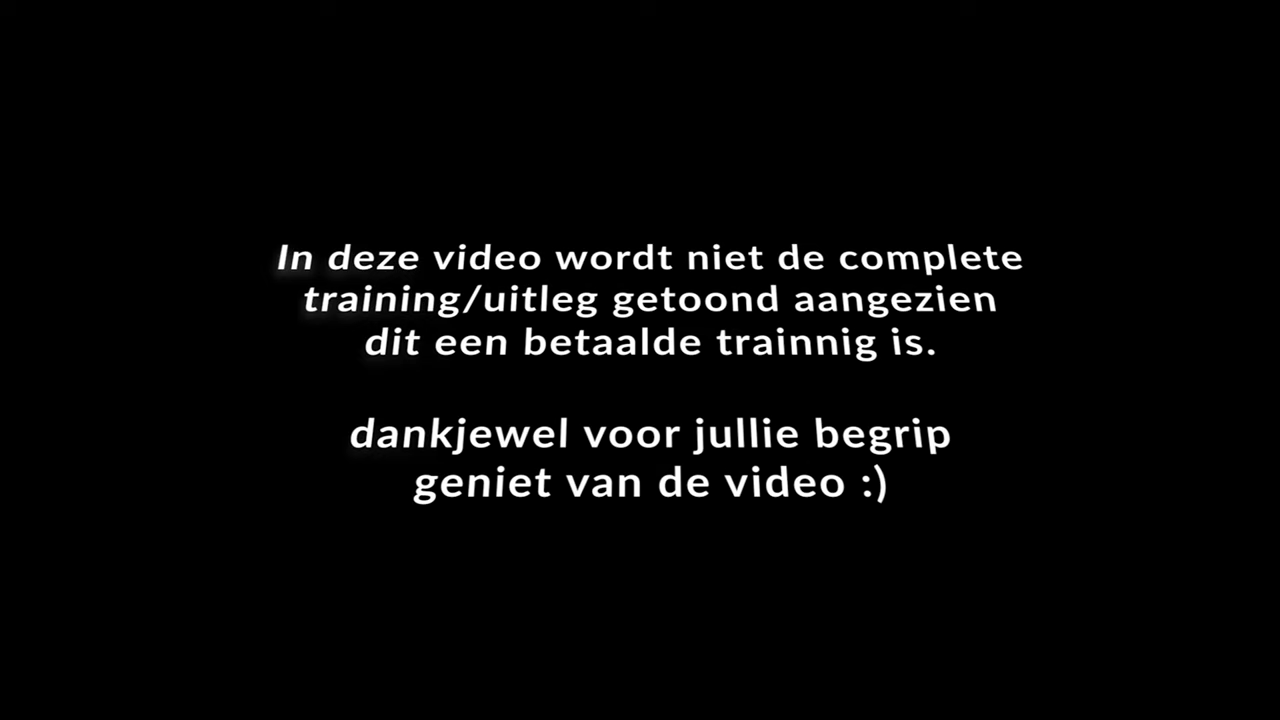 In deze video wordt niet de complete
training/uitleg getoond aangezien
dit een betaalde trainnig is.
dankjewel voor jullie begrip
geniet van de video :)